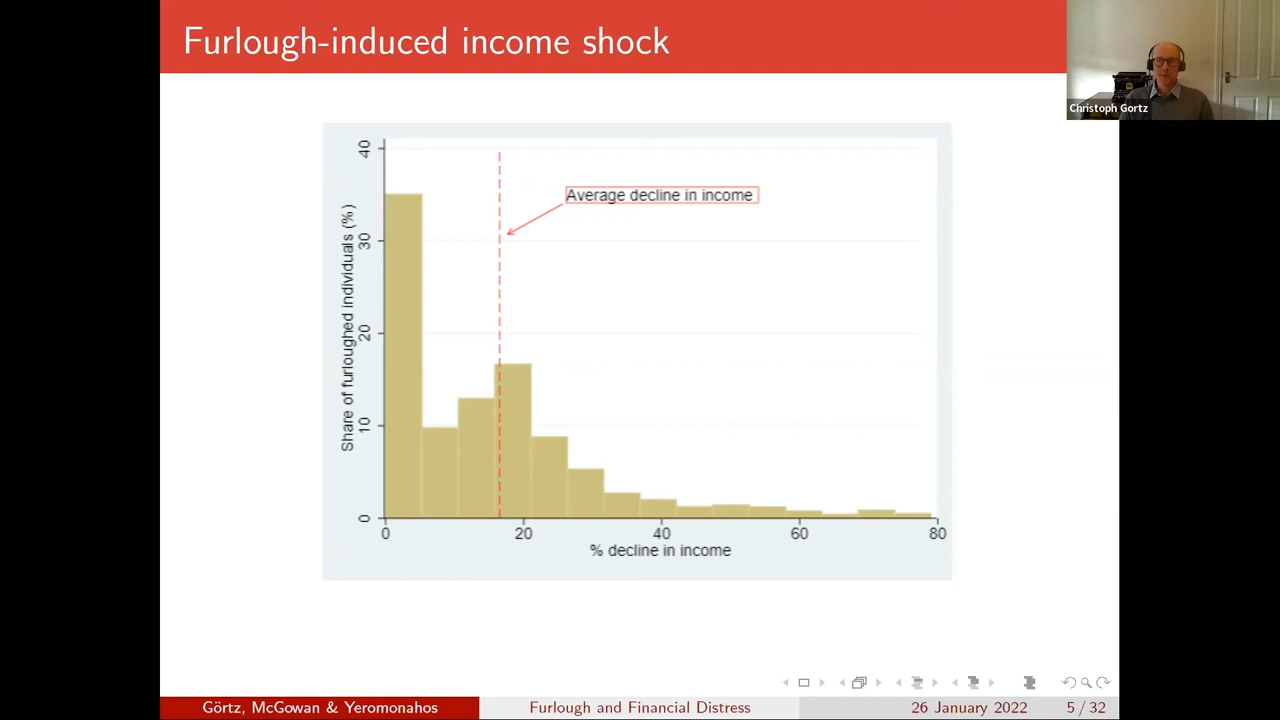 Furlough-induced income shock
Christoph Gortz
Average decline in income
Share of furloughed individuals (%)
40
30
20
10
0
0 20 40 60 80
% decline in income
Görtz, McGowan & Yeromonahos Furlough and Financial Distress 26 January 2022 5 / 32